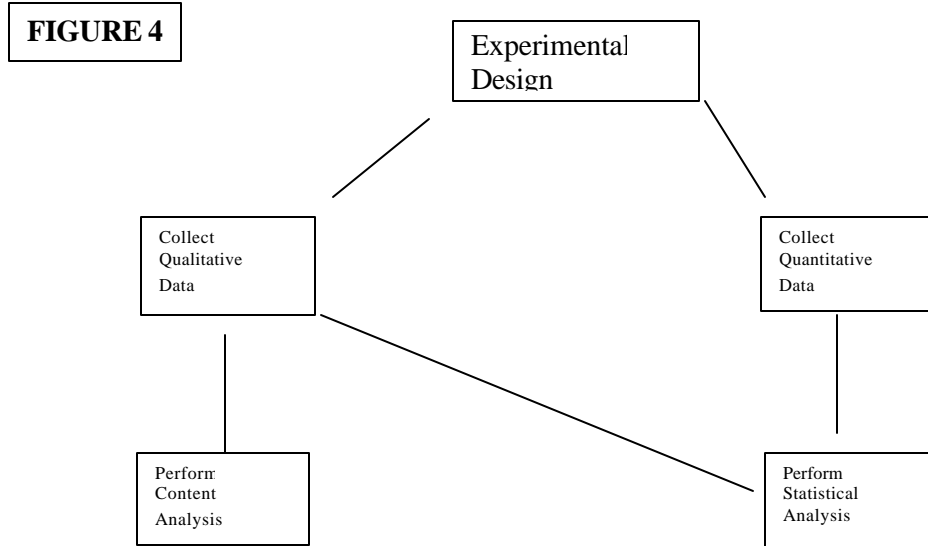 FIGURE 4
Experimental
Design
Collect
Qualitative
Data
Collect
Quantitative
Data
Perform
Content
Analysis
Perform
Statistical
Analysis